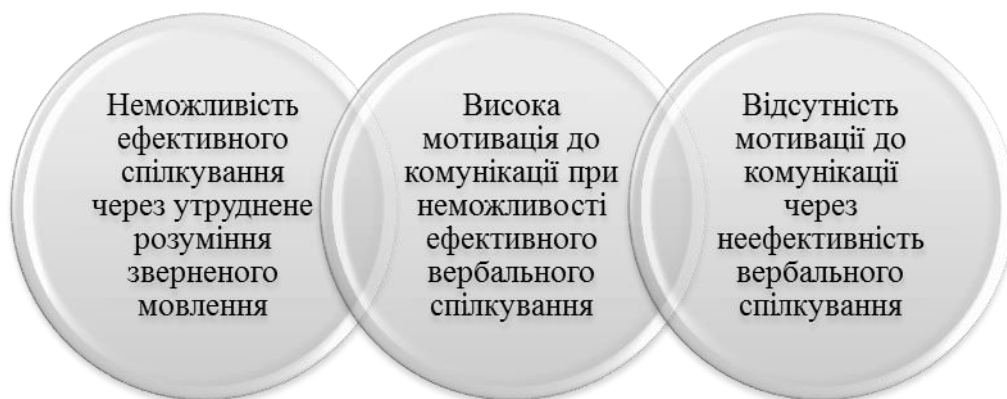 Неможливість
ефективного
спілкування
через утруднене
розуміння
зверненого
мовлення
Висока
мотивація до
комунікації при
неможливості
ефективного
вербального
спілкування
Відсутність
мотивації до
комунікації
через
неефективність
вербального
спілкування